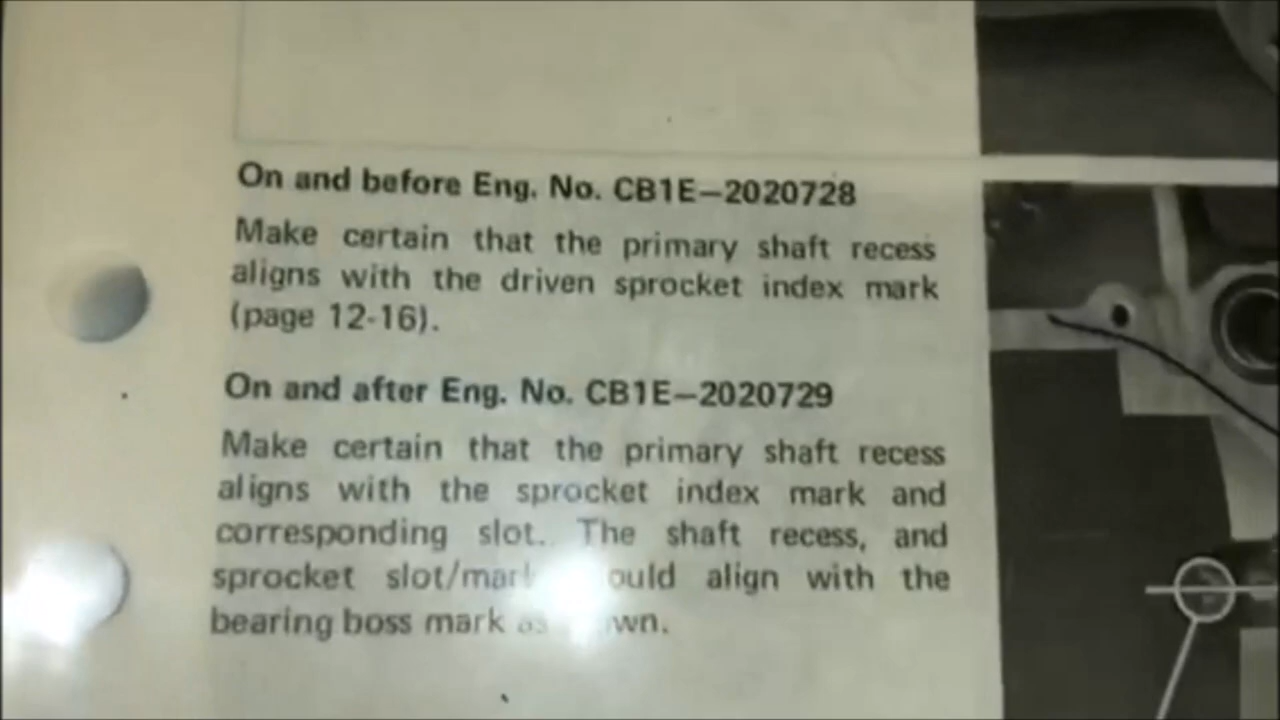 On and before Eng. No. CB1E–2020728
Make certain that the primary shaft recess
aligns with the driven sprocket index mark
(page 12-16).
On and after Eng. No. CB1E–2020729
Make certain that the primary shaft recess
aligns with the sprocket index mark and
corresponding slot. The shaft recess, and
sprocket slot/mark align with the
bearing boss mark as